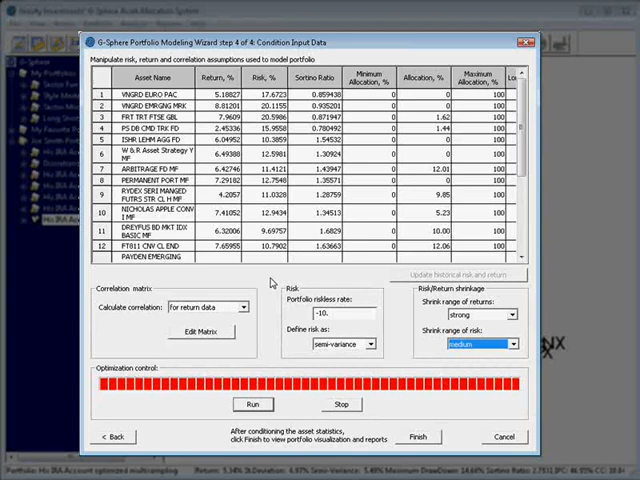 G-Sphere Portfolio Modeling Wizard step 4 of 4: Condition Input Data
Manipulate risk, return and correlation assumptions used to model portfolio
Asset Name Return, % Risk, % Sortino Ratio Minimum Allocation, % Allocation, % Maximum Allocation, % Lo
1 VNGRD EURO PAC 5.18827 17.6723 0.859438 0 100
2 VNGRD EMRGNG MRK 8.81201 20.1155 0.935201 0 100
3 FRT TRT FTSE GBL 7.9609 20.5986 0.871947 0 1.62 100
4 PS DB CMD TRK FD 2.45336 15.9558 0.780492 0 1.44 100
5 ISHR LEHM AGG FD 6.04952 10.3859 1.54532 0 100
6 W & R Asset Strategy Y MF 6.49388 12.5981 1.30924 0 100
7 ARBITRAGE FD MF 6.42746 11.4121 1.43947 0 12.01 100
8 PERMANENT PORT MF 7.29182 12.7548 1.35571 0 100
9 RYDEX SERI MANGED FUTRS STR CL H MF 4.2057 11.0328 1.28759 0 9.85 100
10 NICHOLAS APPLE CONV I MF 7.41052 12.9434 1.34513 0 5.23 100
11 DREYFUS BD MKT IDX BASIC MF 6.32006 9.69757 1.6829 0 10.00 100
12 FT811 CNV CL END 7.65955 10.7902 1.63663 0 12.06 100
PAYDEN EMERGING
Update historical risk and return
Correlation matrix
Calculate correlation: for return data
Edit Matrix
Risk
Portfolio riskless rate:
-10.
Define risk as:
semi-variance
Risk/Return shrinkage
Shrink range of returns:
strong
Shrink range of risk:
medium
Optimization control:
Run Stop
< Back
After conditioning the asset statistics,
click Finish to view portfolio visualization and reports
Finish Cancel